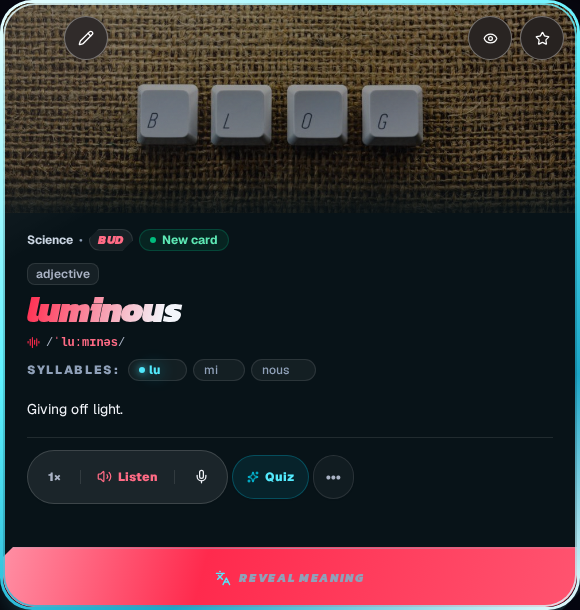 B L O G
Science • BUD New card
adjective
luminous
/ˈluːmɪnəs/
SYLLABLES: lu mi nous
Giving off light.
1× Listen Quiz
REVEAL MEANING